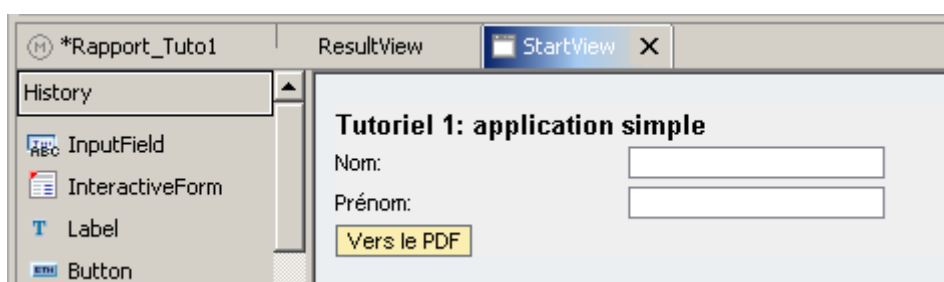 *Rapport_Tuto1 ResultView StartView
History
InputField
InteractiveForm
Label
Button
Tutoriel 1: application simple
Nom:
Prénom:
Vers le PDF